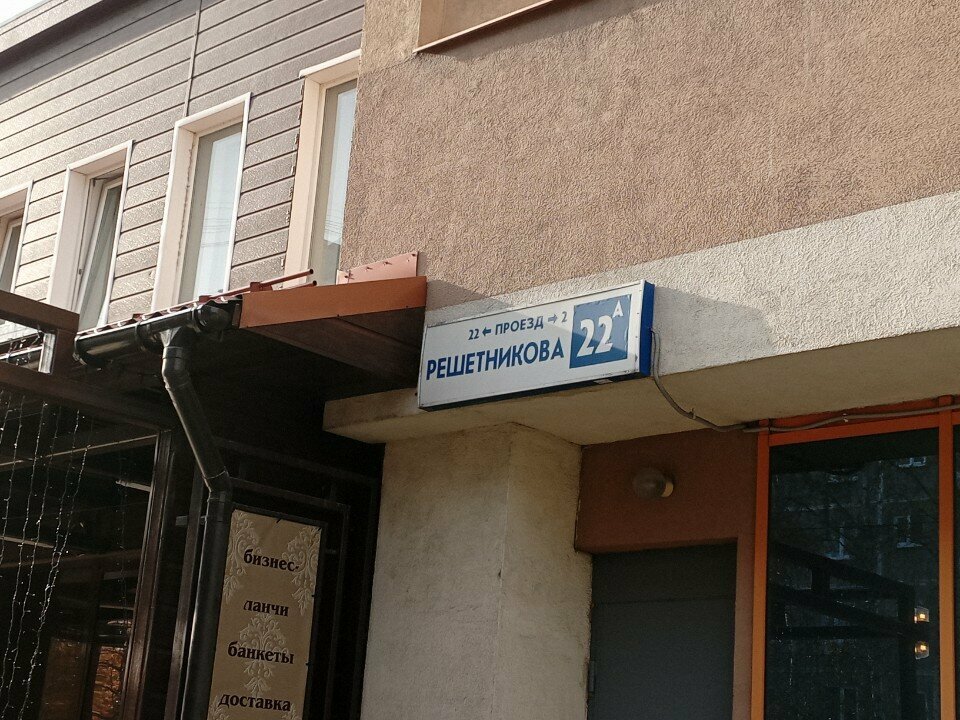 22 ← ПРОЕЗД → 2
РЕШЕТНИКОВА 22А
бизнес-
ланчи
банкеты
доставка